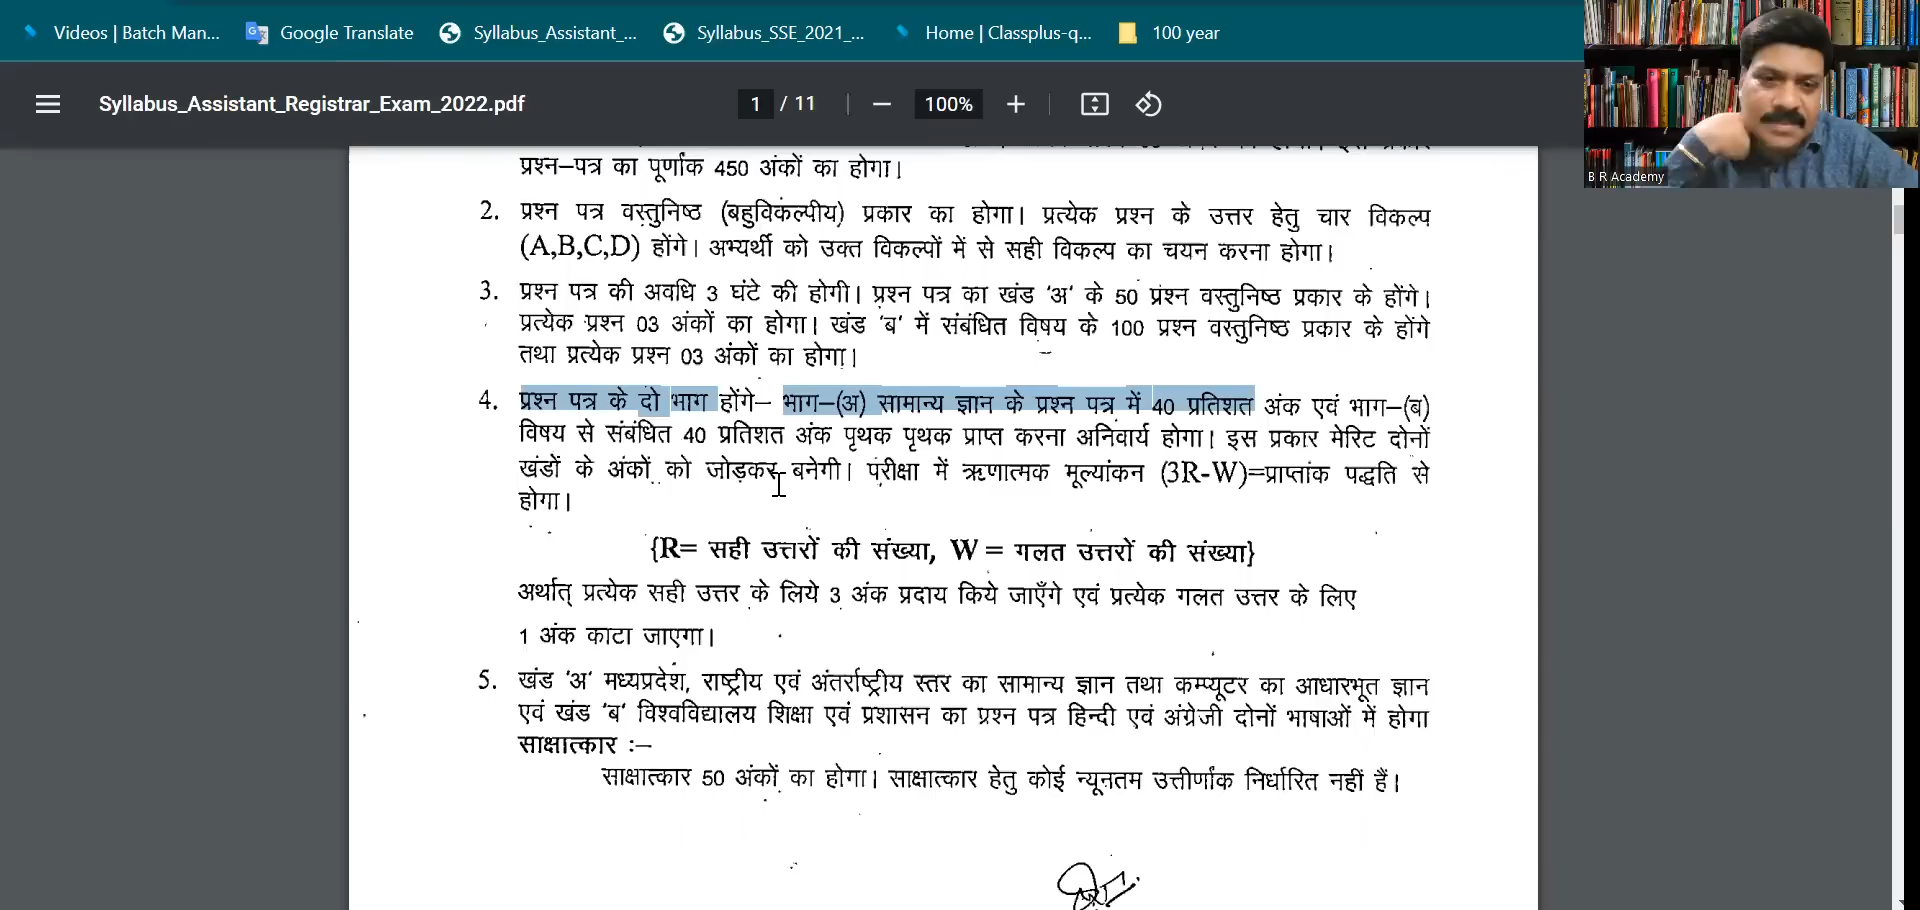 Videos | Batch Man...
Google Translate
Syllabus_Assistant_...
Syllabus_SSE_2021_...
Home | Classplus-q...
100 year
Syllabus_Assistant_Registrar_Exam_2022.pdf
1 / 11
100%
B R Academy
प्रश्न–पत्र का पूर्णांक 450 अंकों का होगा।
2. प्रश्न पत्र वस्तुनिष्ठ (बहुविकल्पीय) प्रकार का होगा। प्रत्येक प्रश्न के उत्तर हेतु चार विकल्प
(A,B,C,D) होंगे। अभ्यर्थी को उक्त विकल्पों में से सही विकल्प का चयन करना होगा।
3. प्रश्न पत्र की अवधि 3 घंटे की होगी। प्रश्न पत्र का खंड 'अ' के 50 प्रश्न वस्तुनिष्ठ प्रकार के होंगे।
प्रत्येक प्रश्न 03 अंकों का होगा। खंड 'ब' में संबंधित विषय के 100 प्रश्न वस्तुनिष्ठ प्रकार के होंगे
तथा प्रत्येक प्रश्न 03 अंकों का होगा।
4. प्रश्न पत्र के दो भाग होंगे– भाग–(अ) सामान्य ज्ञान के प्रश्न पत्र में 40 प्रतिशत अंक एवं भाग–(ब)
विषय से संबंधित 40 प्रतिशत अंक पृथक पृथक प्राप्त करना अनिवार्य होगा। इस प्रकार मेरिट दोनों
खंडों के अंकों को जोड़कर बनेगी। परीक्षा में ऋणात्मक मूल्यांकन (3R-W)=प्राप्तांक पद्धति से
होगा।
{R= सही उत्तरों की संख्या, W = गलत उत्तरों की संख्या}
अर्थात् प्रत्येक सही उत्तर के लिये 3 अंक प्रदाय किये जाएँगे एवं प्रत्येक गलत उत्तर के लिए
1 अंक काटा जाएगा।
5. खंड 'अ' मध्यप्रदेश, राष्ट्रीय एवं अंतर्राष्ट्रीय स्तर का सामान्य ज्ञान तथा कम्प्यूटर का आधारभूत ज्ञान
एवं खंड 'ब' विश्वविद्यालय शिक्षा एवं प्रशासन का प्रश्न पत्र हिन्दी एवं अंग्रेजी दोनों भाषाओं में होगा
साक्षात्कार :–
साक्षात्कार 50 अंकों का होगा। साक्षात्कार हेतु कोई न्यूनतम उत्तीर्णांक निर्धारित नहीं हैं।